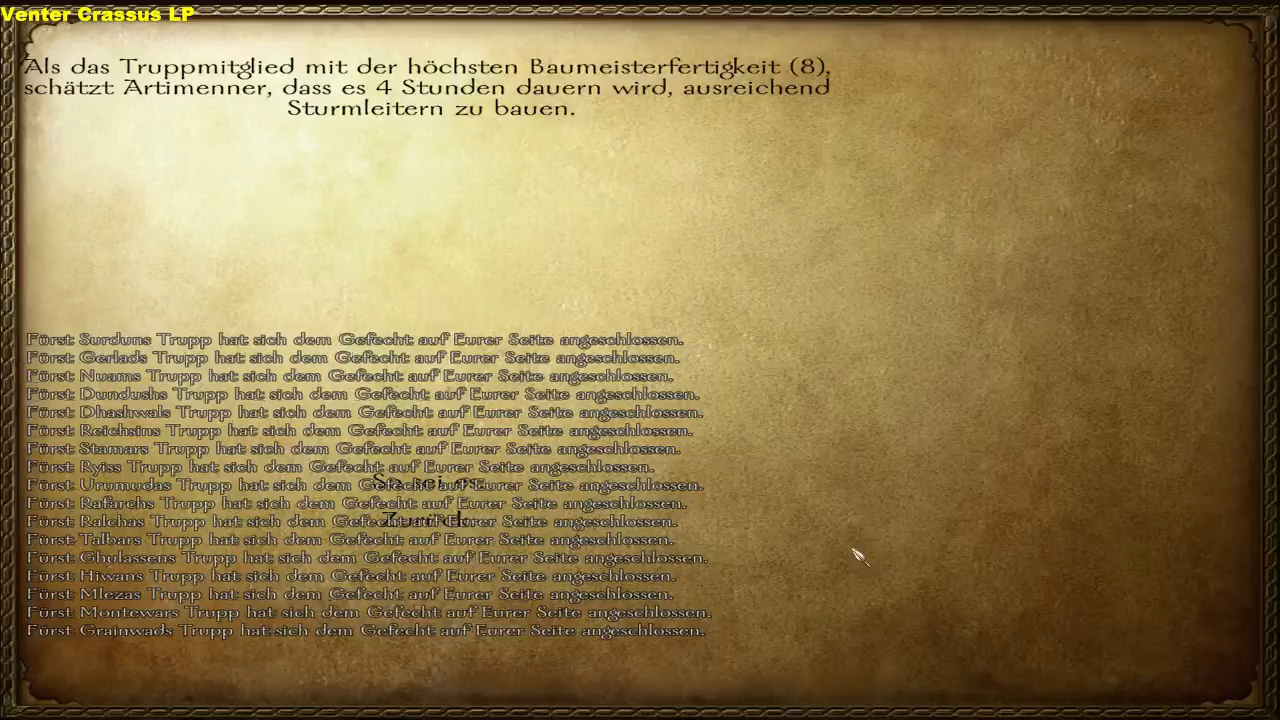 Venter Crassus LP
Als das Truppmitglied mit der höchsten Baumeisterfertigkeit (8),
schätzt Artimenner, dass es 4 Stunden dauern wird, ausreichend
Sturmleitern zu bauen.
Fürst Surduns Trupp hat sich dem Gefecht auf Eurer Seite angeschlossen.
Fürst Gerlads Trupp hat sich dem Gefecht auf Eurer Seite angeschlossen.
Fürst Nuams Trupp hat sich dem Gefecht auf Eurer Seite angeschlossen.
Fürst Dundushs Trupp hat sich dem Gefecht auf Eurer Seite angeschlossen.
Fürst Dhashwals Trupp hat sich dem Gefecht auf Eurer Seite angeschlossen.
Fürst Reichsins Trupp hat sich dem Gefecht auf Eurer Seite angeschlossen.
Fürst Stamars Trupp hat sich dem Gefecht auf Eurer Seite angeschlossen.
Fürst Ryiss Trupp hat sich dem Gefecht auf Eurer Seite angeschlossen.
So sei es
Fürst Urumudas Trupp hat sich dem Gefecht auf Eurer Seite angeschlossen.
Fürst Rafarchs Trupp hat sich dem Gefecht auf Eurer Seite angeschlossen.
Zurück
Fürst Ralchas Trupp hat sich dem Gefecht auf Eurer Seite angeschlossen.
Fürst Talbars Trupp hat sich dem Gefecht auf Eurer Seite angeschlossen.
Fürst Ghulassens Trupp hat sich dem Gefecht auf Eurer Seite angeschlossen.
Fürst Hiwans Trupp hat sich dem Gefecht auf Eurer Seite angeschlossen.
Fürst Mlezas Trupp hat sich dem Gefecht auf Eurer Seite angeschlossen.
Fürst Montewars Trupp hat sich dem Gefecht auf Eurer Seite angeschlossen.
Fürst Grainwads Trupp hat sich dem Gefecht auf Eurer Seite angeschlossen.